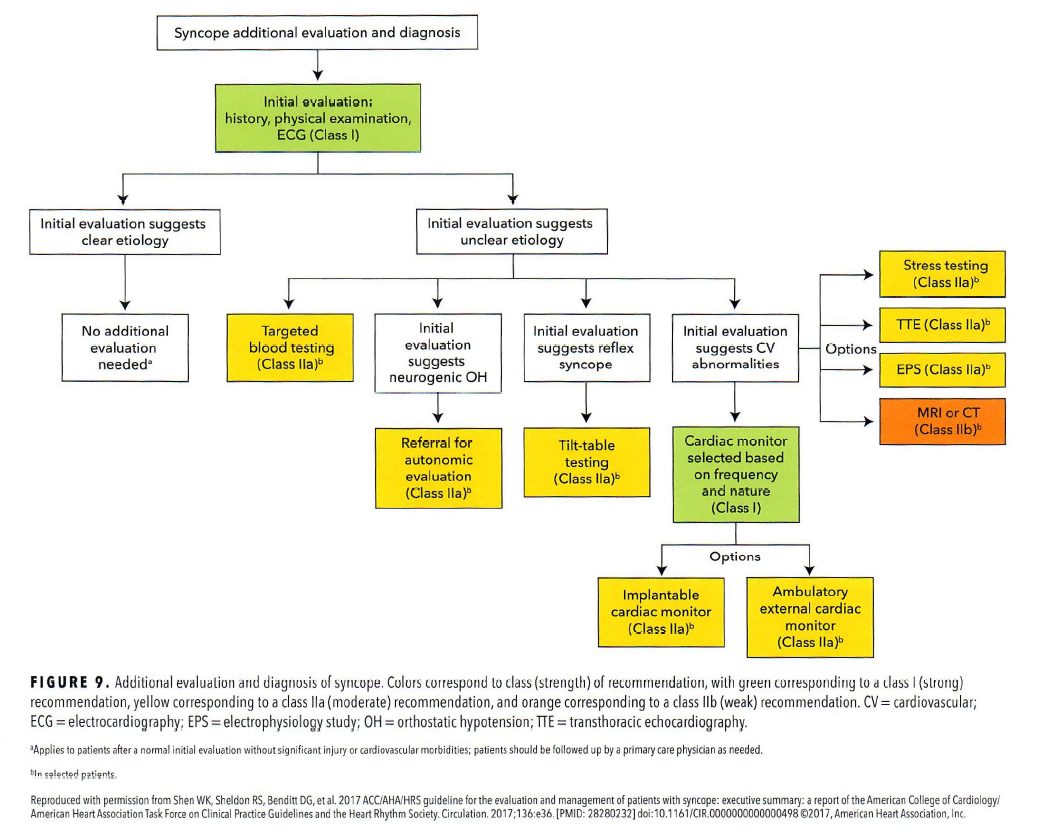 Syncope additional evaluation and diagnosis
Initial evaluation:
history, physical examination,
ECG (Class I)
Initial evaluation suggests
clear etiology
Initial evaluation suggests
unclear etiology
No additional
evaluation
neededᵃ
Targeted
blood testing
(Class IIa)ᵇ
Initial
evaluation
suggests
neurogenic OH
Initial evaluation
suggests reflex
syncope
Initial evaluation
suggests CV
abnormalities
Options
Stress testing
(Class IIa)ᵇ
TTE (Class IIa)ᵇ
EPS (Class IIa)ᵇ
MRI or CT
(Class IIb)ᵇ
Referral for
autonomic
evaluation
(Class IIa)ᵇ
Tilt-table
testing
(Class IIa)ᵇ
Cardiac monitor
selected based
on frequency
and nature
(Class I)
Options
Implantable
cardiac monitor
(Class IIa)ᵇ
Ambulatory
external cardiac
monitor
(Class IIa)ᵇ
FIGURE 9. Additional evaluation and diagnosis of syncope. Colors correspond to class (strength) of recommendation, with green corresponding to a class I (strong)
recommendation, yellow corresponding to a class IIa (moderate) recommendation, and orange corresponding to a class IIb (weak) recommendation. CV = cardiovascular;
ECG = electrocardiography; EPS = electrophysiology study; OH = orthostatic hypotension; TTE = transthoracic echocardiography.
ᵃApplies to patients after a normal initial evaluation without significant injury or cardiovascular morbidities; patients should be followed up by a primary care physician as needed.
ᵇIn selected patients.
Reproduced with permission from Shen WK, Sheldon RS, Benditt DG, et al. 2017 ACC/AHA/HRS guideline for the evaluation and management of patients with syncope: executive summary: a report of the American College of Cardiology/
American Heart Association Task Force on Clinical Practice Guidelines and the Heart Rhythm Society. Circulation. 2017;136:e36. [PMID: 28280232] doi:10.1161/CIR.0000000000000498 ©2017, American Heart Association, Inc.